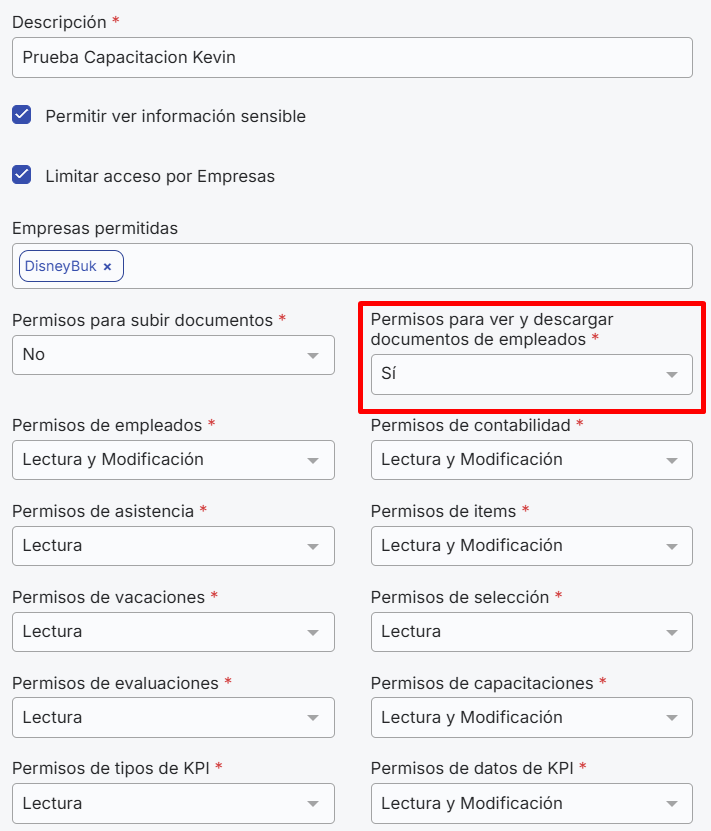 Descripción *
Prueba Capacitacion Kevin
Permitir ver información sensible
Limitar acceso por Empresas
Empresas permitidas
DisneyBuk ×
Permisos para subir documentos *
No
Permisos para ver y descargar
documentos de empleados *
Sí
Permisos de empleados *
Lectura y Modificación
Permisos de contabilidad *
Lectura y Modificación
Permisos de asistencia *
Lectura
Permisos de items *
Lectura y Modificación
Permisos de vacaciones *
Lectura
Permisos de selección *
Lectura
Permisos de evaluaciones *
Lectura
Permisos de capacitaciones *
Lectura y Modificación
Permisos de tipos de KPI *
Lectura
Permisos de datos de KPI *
Lectura y Modificación